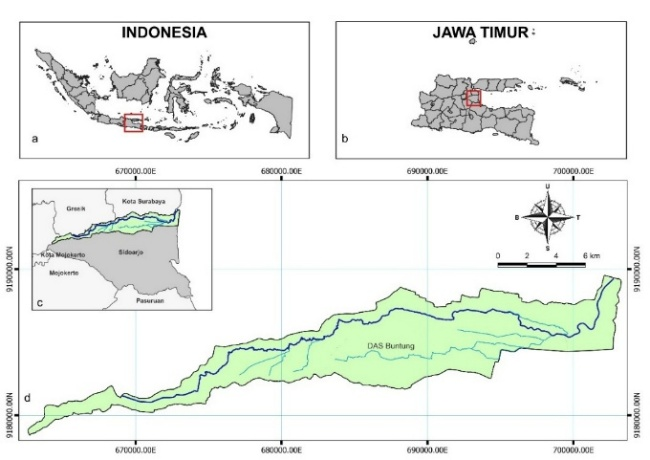 INDONESIA
a
JAWA TIMUR
b
670000.00E 680000.00E 690000.00E 700000.00E
Gresik
Kota Surabaya
Kota Mojokerto
Sidoarjo
Mojokerto
Pasuruan
c
U
B
T
S
0 2 4 6 km
9190000.00N
9190000.00N
DAS Buntung
d
9180000.00N
9180000.00N
670000.00E 680000.00E 690000.00E 700000.00E